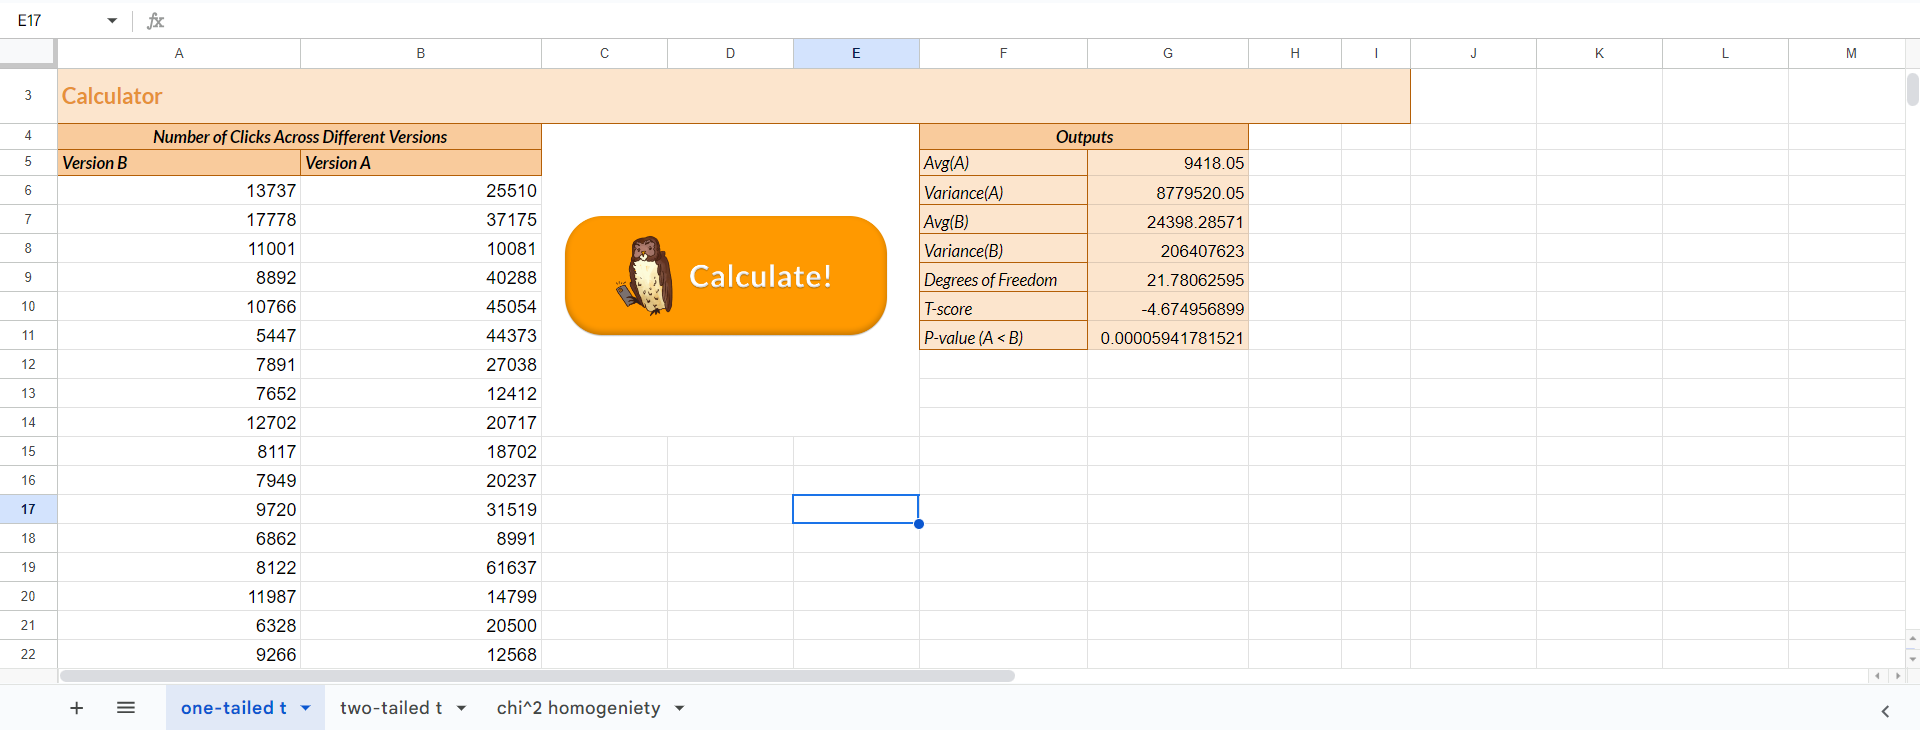 E17
fx
A B C D E F G H I J K L M
3 Calculator
4 Number of Clicks Across Different Versions Outputs
5 Version B Version A Avg(A) 9418.05
6 13737 25510 Variance(A) 8779520.05
7 17778 37175 Avg(B) 24398.28571
8 11001 10081 Variance(B) 206407623
9 8892 40288 Degrees of Freedom 21.78062595
10 10766 45054 T-score -4.674956899
11 5447 44373 P-value (A < B) 0.00005941781521
Calculate!
12 7891 27038
13 7652 12412
14 12702 20717
15 8117 18702
16 7949 20237
17 9720 31519
18 6862 8991
19 8122 61637
20 11987 14799
21 6328 20500
22 9266 12568
one-tailed t two-tailed t chi^2 homogeniety